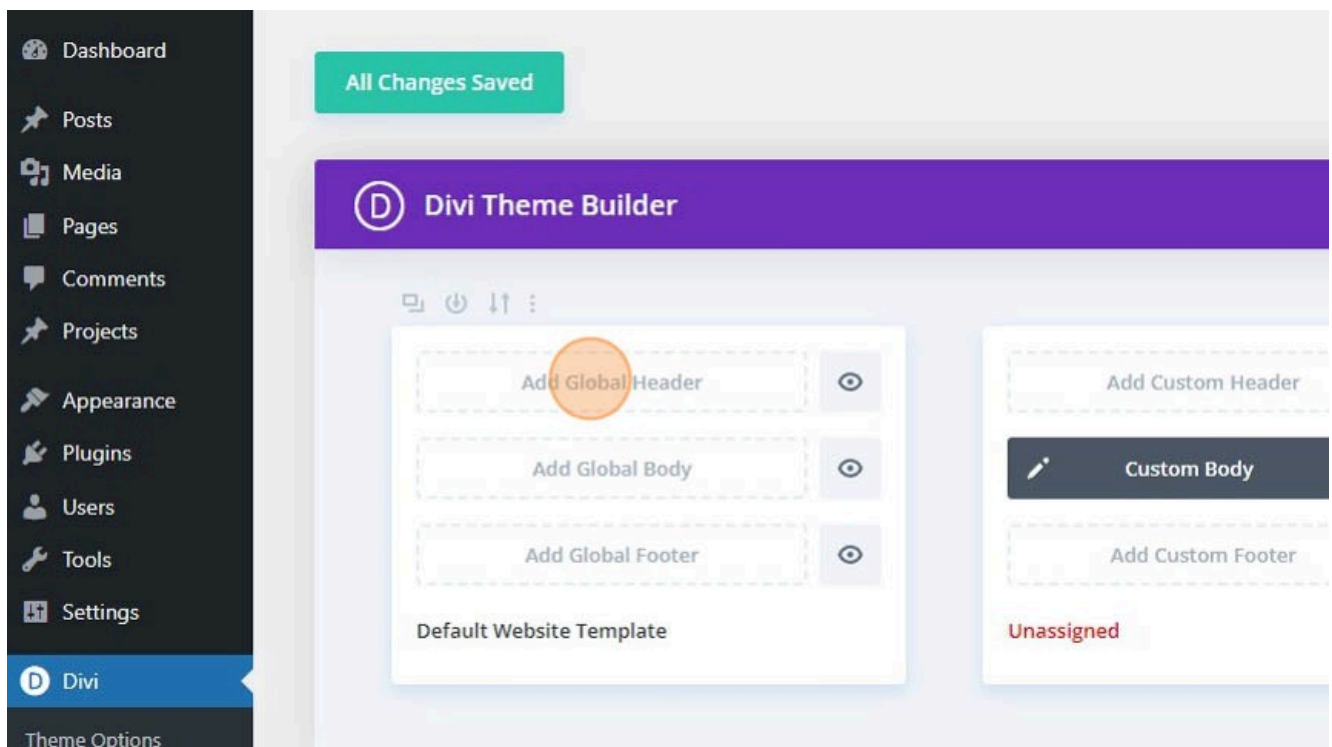 Dashboard
Posts
Media
Pages
Comments
Projects
Appearance
Plugins
Users
Tools
Settings
Divi
Theme Options
All Changes Saved
D Divi Theme Builder
Add Global Header
Add Global Body
Add Global Footer
Default Website Template
Add Custom Header
Custom Body
Add Custom Footer
Unassigned